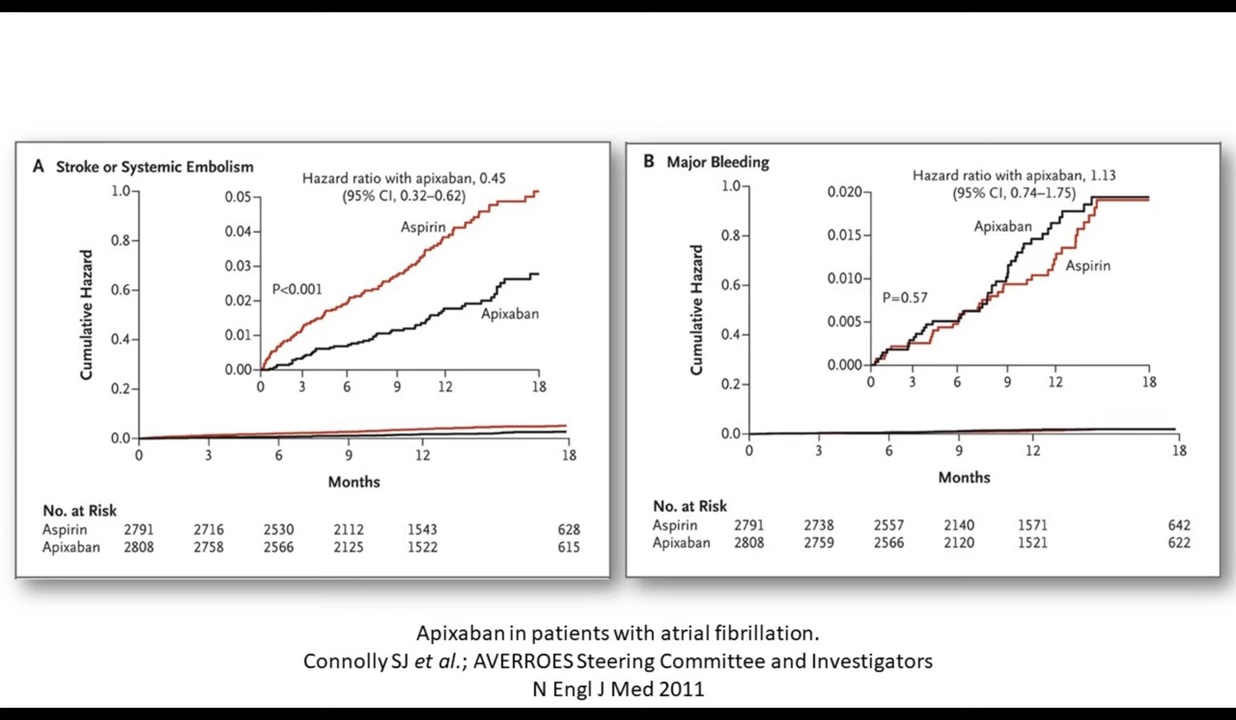 A Stroke or Systemic Embolism
Hazard ratio with apixaban, 0.45
(95% CI, 0.32–0.62)
1.0
0.8
0.6
0.4
0.2
0.0
Cumulative Hazard
0.05
0.04
0.03
0.02
0.01
0.00
P<0.001
Aspirin
Apixaban
0 3 6 9 12 18
0 3 6 9 12 18
Months
No. at Risk
Aspirin 2791 2716 2530 2112 1543 628
Apixaban 2808 2758 2566 2125 1522 615
B Major Bleeding
Hazard ratio with apixaban, 1.13
(95% CI, 0.74–1.75)
1.0
0.8
0.6
0.4
0.2
0.0
Cumulative Hazard
0.020
0.015
0.010
0.005
0.000
P=0.57
Apixaban
Aspirin
0 3 6 9 12 18
0 3 6 9 12 18
Months
No. at Risk
Aspirin 2791 2738 2557 2140 1571 642
Apixaban 2808 2759 2566 2120 1521 622
Apixaban in patients with atrial fibrillation.
Connolly SJ et al.; AVERROES Steering Committee and Investigators
N Engl J Med 2011